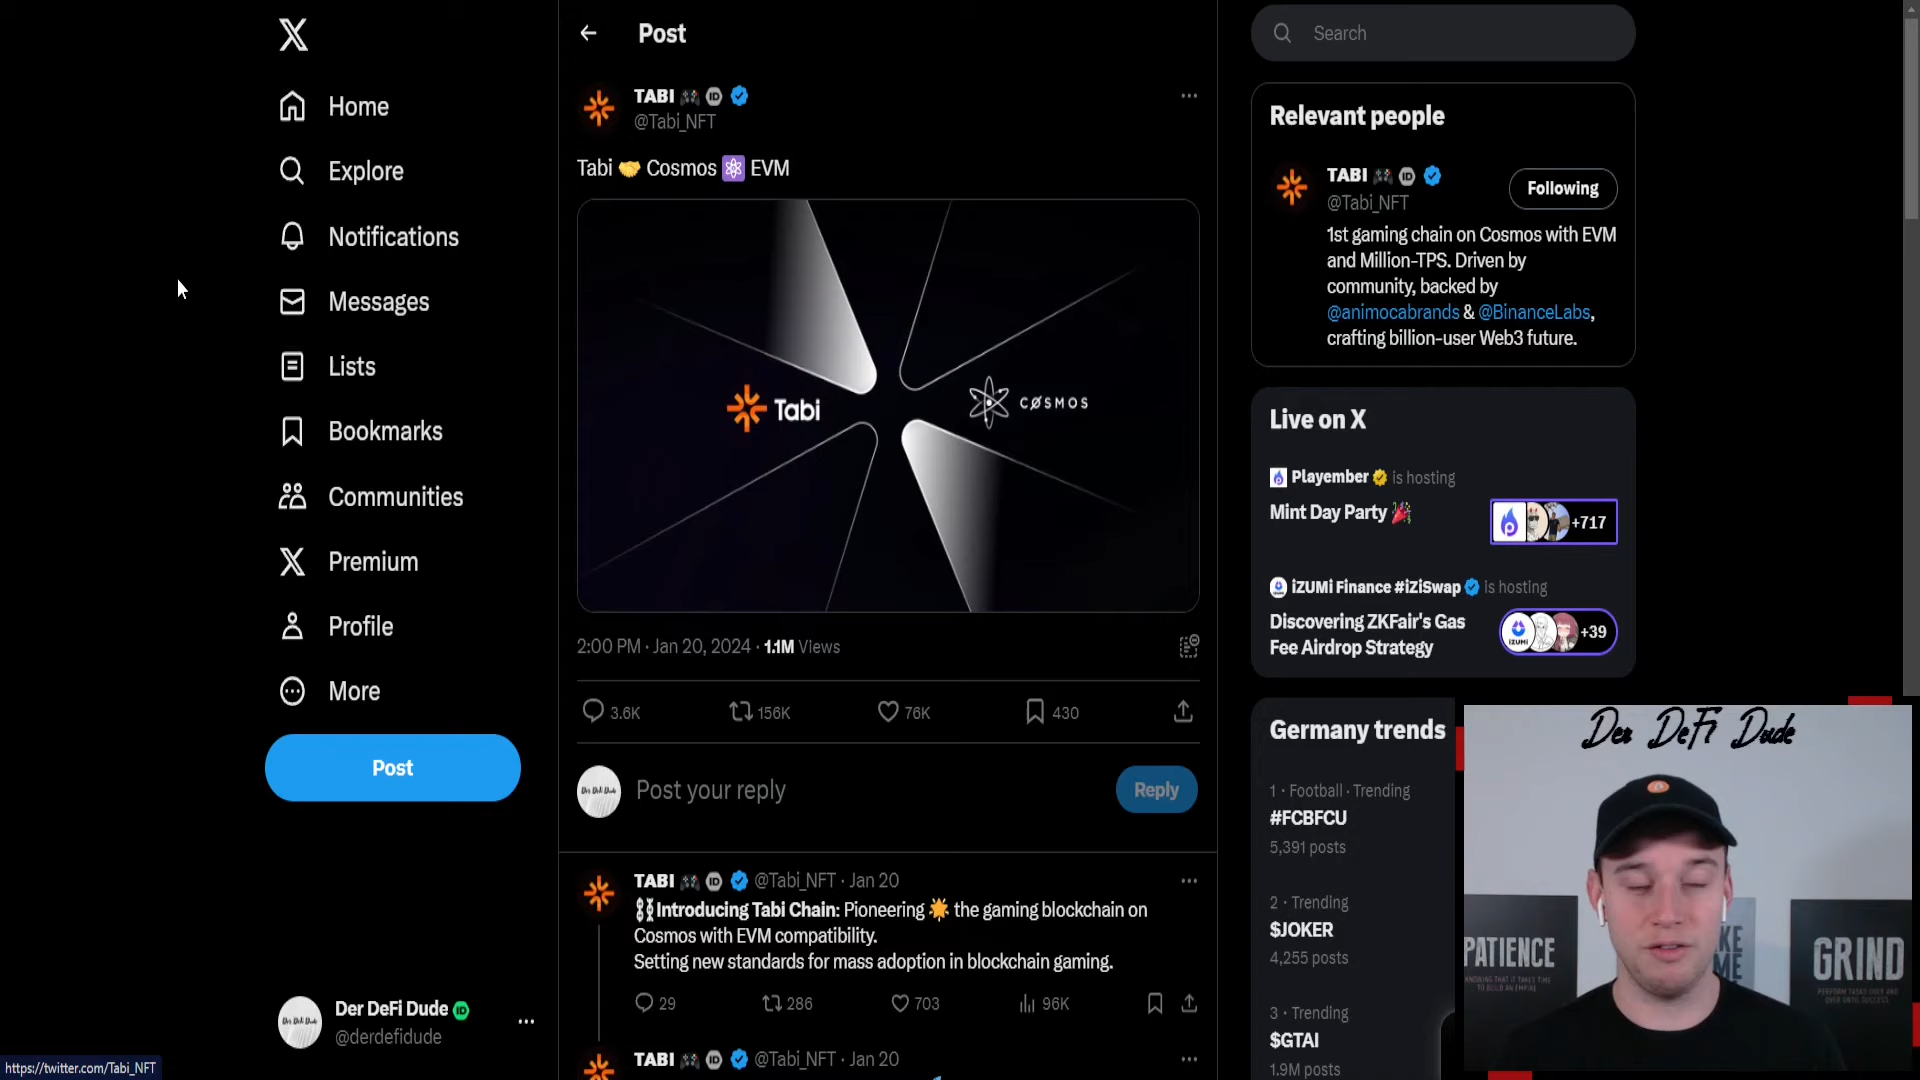 Post
Search
TABI
@Tabi_NFT
Tabi 🤝 Cosmos ⚛ EVM
Tabi
COSMOS
2:00 PM · Jan 20, 2024 · 1.1M Views
3.6K 156K 76K 430
Post your reply
Reply
TABI @Tabi_NFT · Jan 20
⛓Introducing Tabi Chain: Pioneering 🌟 the gaming blockchain on
Cosmos with EVM compatibility.
Setting new standards for mass adoption in blockchain gaming.
29 286 703 96K
TABI @Tabi_NFT · Jan 20
Home
Explore
Notifications
Messages
Lists
Bookmarks
Communities
Premium
Profile
More
Post
Der DeFi Dude
@derdefidude
https://twitter.com/Tabi_NFT
Relevant people
TABI
@Tabi_NFT
Following
1st gaming chain on Cosmos with EVM
and Million-TPS. Driven by
community, backed by
@animocabrands & @BinanceLabs,
crafting billion-user Web3 future.
Live on X
Playember is hosting
Mint Day Party 🎉
+717
iZUMi Finance #iZiSwap is hosting
Discovering ZKFair's Gas
Fee Airdrop Strategy
iZUMi
+39
Germany trends
1 · Football · Trending
#FCBFCU
5,391 posts
2 · Trending
$JOKER
4,255 posts
3 · Trending
$GTAI
1.9M posts
Der DeFi Dude
PATIENCE
GRIND